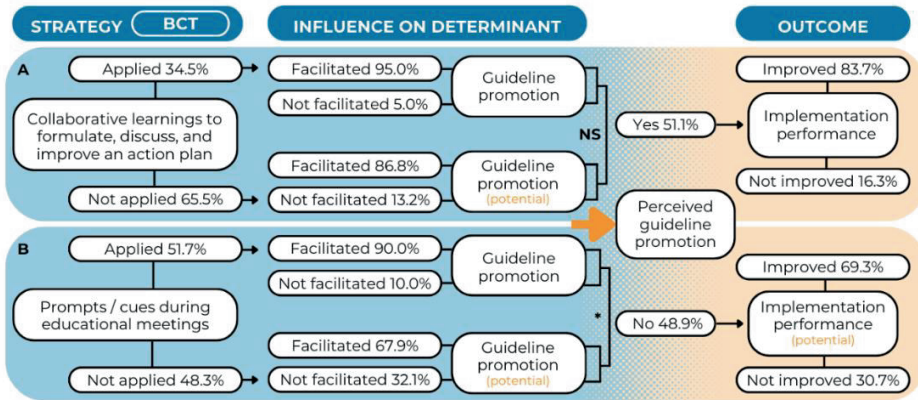 STRATEGY BCT
INFLUENCE ON DETERMINANT
OUTCOME
A
Applied 34.5%
Collaborative learnings to
formulate, discuss, and
improve an action plan
Not applied 65.5%
Facilitated 95.0%
Not facilitated 5.0%
Guideline
promotion
Facilitated 86.8%
Not facilitated 13.2%
Guideline
promotion
(potential)
NS
B
Applied 51.7%
Prompts / cues during
educational meetings
Not applied 48.3%
Facilitated 90.0%
Not facilitated 10.0%
Guideline
promotion
Facilitated 67.9%
Not facilitated 32.1%
Guideline
promotion
(potential)
*
Yes 51.1%
Perceived
guideline
promotion
No 48.9%
Improved 83.7%
Implementation
performance
Not improved 16.3%
Improved 69.3%
Implementation
performance
(potential)
Not improved 30.7%